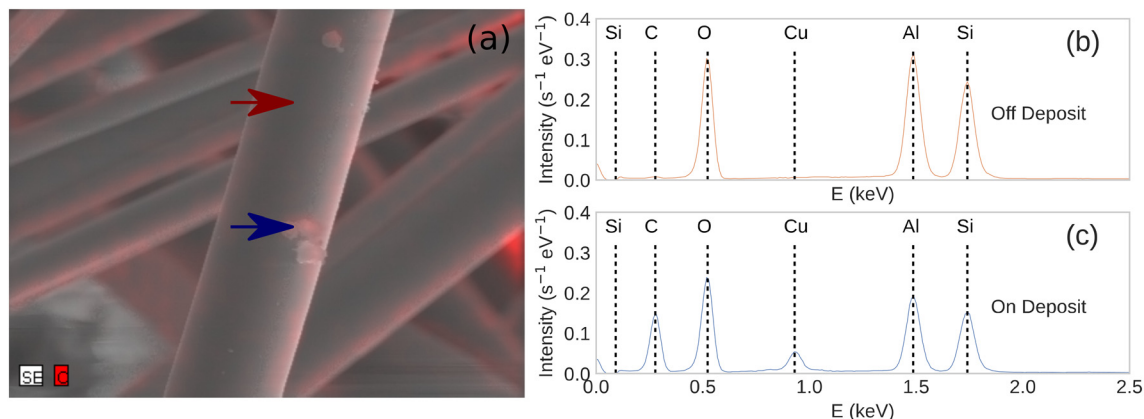 (a)
SE C
Si C O Cu Al Si
(b)
Off Deposit
Intensity (s⁻¹ eV⁻¹)
0.4
0.3
0.2
0.1
0.0
E (keV)
Si C O Cu Al Si
(c)
On Deposit
Intensity (s⁻¹ eV⁻¹)
0.4
0.3
0.2
0.1
0.0
0.0 0.5 1.0 1.5 2.0 2.5
E (keV)